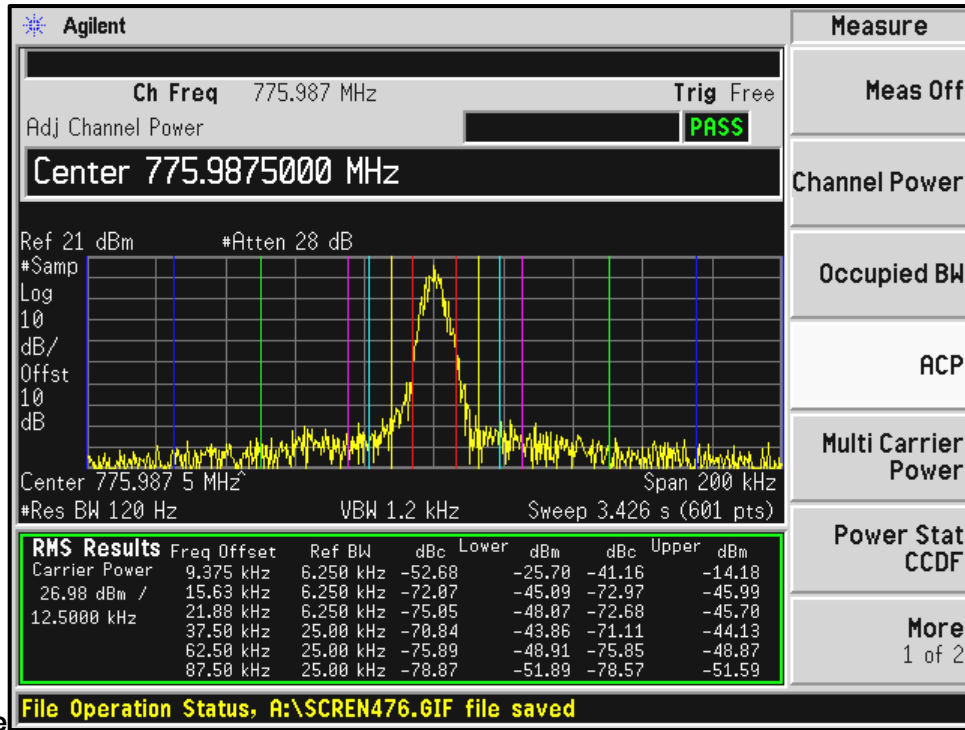 Agilent
Measure
Ch Freq 775.987 MHz Trig Free
Adj Channel Power PASS
Center 775.9875000 MHz
Ref 21 dBm #Atten 28 dB
#Samp
Log
10
dB/
Offst
10
dB
Center 775.987 5 MHz^ Span 200 kHz
#Res BW 120 Hz VBW 1.2 kHz Sweep 3.426 s (601 pts)
RMS Results Freq Offset Ref BW dBc Lower dBm dBc Upper dBm
Carrier Power 9.375 kHz 6.250 kHz -52.68 -25.70 -41.16 -14.18
26.98 dBm / 15.63 kHz 6.250 kHz -72.07 -45.09 -72.97 -45.99
12.5000 kHz 21.88 kHz 6.250 kHz -75.05 -48.07 -72.68 -45.70
37.50 kHz 25.00 kHz -70.84 -43.86 -71.11 -44.13
62.50 kHz 25.00 kHz -75.89 -48.91 -75.85 -48.87
87.50 kHz 25.00 kHz -78.87 -51.89 -78.57 -51.59
File Operation Status, A:\SCREN476.GIF file saved
Meas Off
Channel Power
Occupied BW
ACP
Multi Carrier
Power
Power Stat
CCDF
More
1 of 2
e